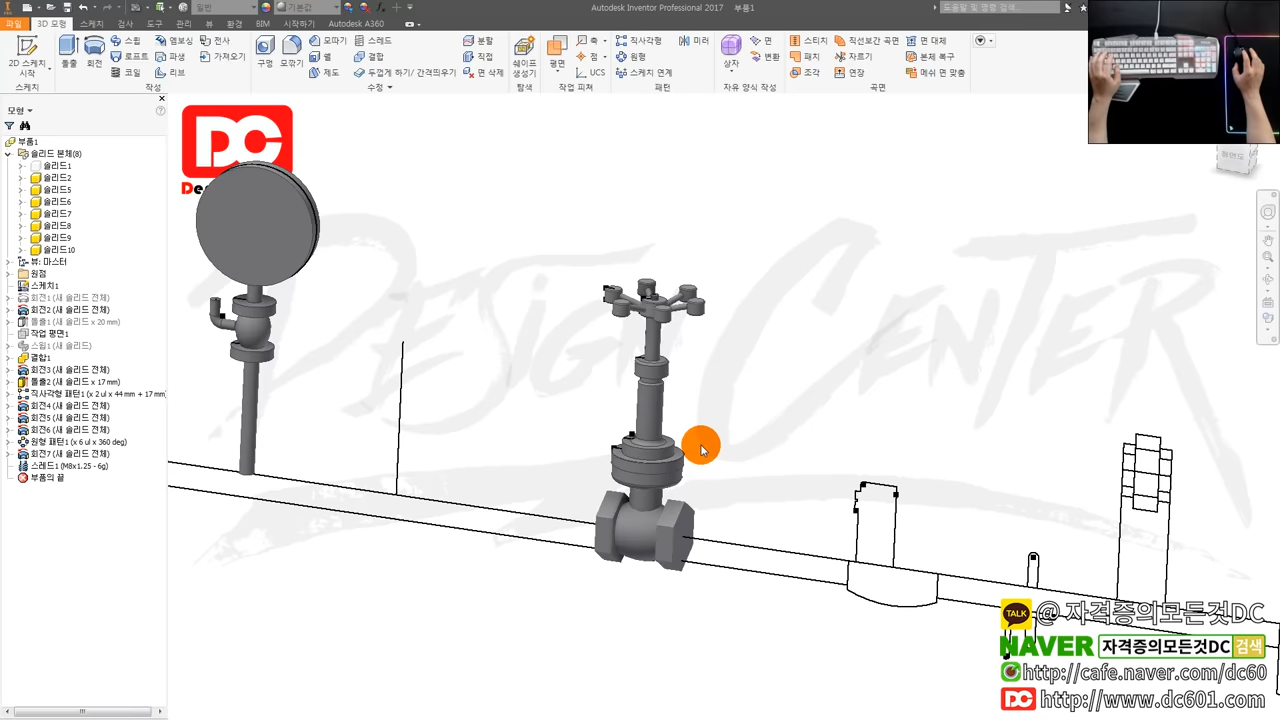 일반
기본값
Autodesk Inventor Professional 2017 부품1
도움말 및 명령 검색...
파일 3D 모형 스케치 검사 도구 관리 뷰 환경 BIM 시작하기 Autodesk A360
2D 스케치 시작
돌출
회전
스윕
로프트
코일
엠보싱
파생
리브
전사
가져오기
구멍
모깎기
모따기
쉘
제도
스레드
결합
두껍게 하기/간격띄우기
분할
직접
면 삭제
쉐이프 생성기
평면
축
점
UCS
직사각형
원형
스케치 연계
미러
상자
면
변환
스티치
패치
조각
직선보간 곡면
자르기
연장
면 대체
본체 복구
메쉬 면 맞춤
스케치 작성 수정 탐색 작업 피쳐 패턴 자유 양식 작성 곡면
모형
부품1
솔리드 본체(8)
솔리드1
솔리드2
솔리드5
솔리드6
솔리드7
솔리드8
솔리드9
솔리드10
뷰: 마스터
원점
스케치1
회전1 (새 솔리드 전체)
회전2 (새 솔리드 전체)
돌출1 (새 솔리드 x 20 mm)
작업 평면1
스윕1 (새 솔리드)
결합1
회전3 (새 솔리드 전체)
돌출2 (새 솔리드 x 17 mm)
직사각형 패턴1 (x 2 ul x 44 mm + 17 mm)
회전4 (새 솔리드 전체)
회전5 (새 솔리드 전체)
회전6 (새 솔리드 전체)
원형 패턴1 (x 6 ul x 360 deg)
회전7 (새 솔리드 전체)
스레드1 (M8x1.25 - 6g)
부품의 끝
DC
Des
DESIGN CENTER
평면도
TALK @ 자격증의모든것DC
NAVER 자격증의모든것DC 검색
http://cafe.naver.com/dc60
DC http://www.dc601.com